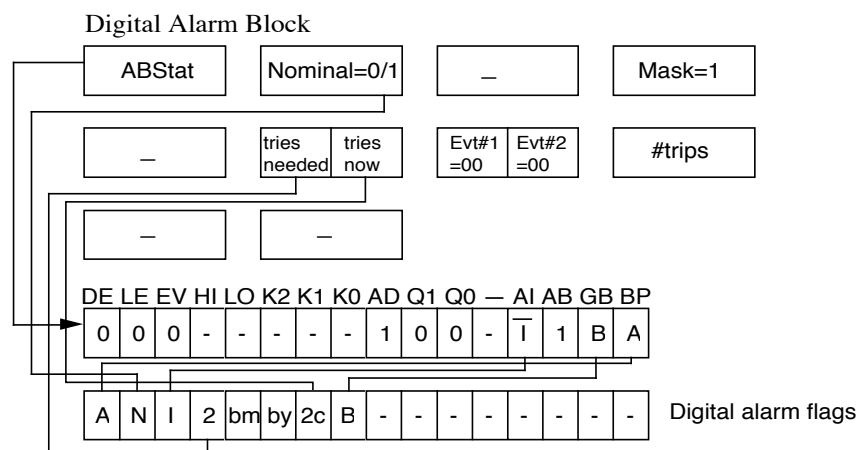 Digital Alarm Block
ABStat Nominal=0/1 – Mask=1
– tries needed tries now Evt#1 =00 Evt#2 =00 #trips
– –
DE LE EV HI LO K2 K1 K0 AD Q1 Q0 – AI AB GB BP
0 0 0 - - - - - 1 0 0 - I̅ 1 B A
A N I 2 bm by 2c B - - - - - - - - Digital alarm flags